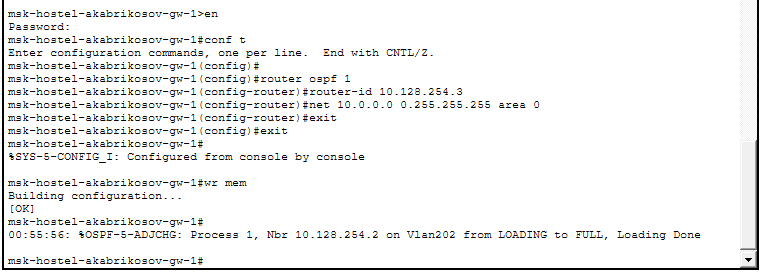 msk-hostel-akabrikosov-gw-1>en
Password:
msk-hostel-akabrikosov-gw-1#conf t
Enter configuration commands, one per line.  End with CNTL/Z.
msk-hostel-akabrikosov-gw-1(config)#
msk-hostel-akabrikosov-gw-1(config)#router ospf 1
msk-hostel-akabrikosov-gw-1(config-router)#router-id 10.128.254.3
msk-hostel-akabrikosov-gw-1(config-router)#net 10.0.0.0 0.255.255.255 area 0
msk-hostel-akabrikosov-gw-1(config-router)#exit
msk-hostel-akabrikosov-gw-1(config)#exit
msk-hostel-akabrikosov-gw-1#
%SYS-5-CONFIG_I: Configured from console by console
msk-hostel-akabrikosov-gw-1#wr mem
Building configuration...
[OK]
msk-hostel-akabrikosov-gw-1#
00:55:56: %OSPF-5-ADJCHG: Process 1, Nbr 10.128.254.2 on Vlan202 from LOADING to FULL, Loading Done
msk-hostel-akabrikosov-gw-1#